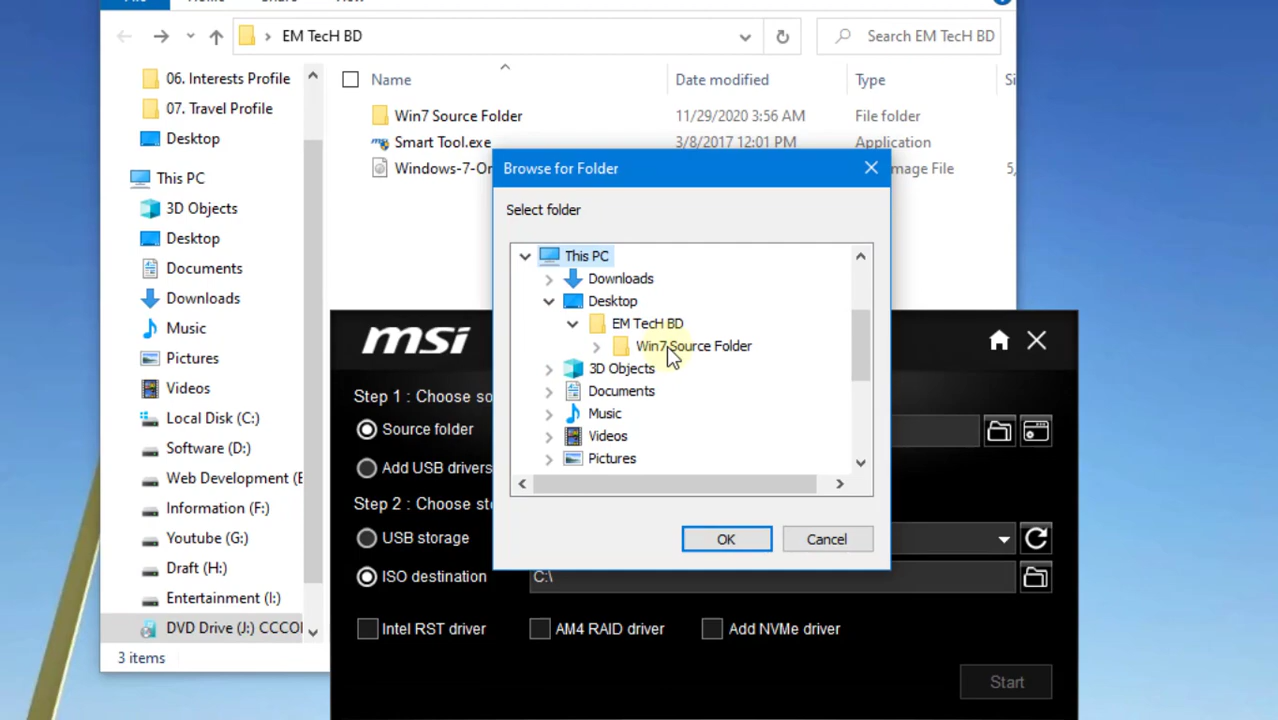 EM TecH BD
Search EM TecH BD
Name
Date modified
Type
06. Interests Profile
07. Travel Profile
Desktop
This PC
3D Objects
Desktop
Documents
Downloads
Music
Pictures
Videos
Local Disk (C:)
Software (D:)
Web Development (E
Information (F:)
Youtube (G:)
Draft (H:)
Entertainment (I:)
DVD Drive (J:) CCCO
3 items
Win7 Source Folder 11/29/2020 3:56 AM File folder
Smart Tool.exe 3/8/2017 12:01 PM Application
Windows-7-O
mage File 5,
Browse for Folder
Select folder
This PC
Downloads
Desktop
EM TecH BD
Win7 Source Folder
3D Objects
Documents
Music
Videos
Pictures
OK
Cancel
msi
Step 1 : Choose so
Source folder
Add USB drivers
Step 2 : Choose sto
USB storage
ISO destination
C:\
Intel RST driver
AM4 RAID driver
Add NVMe driver
Start